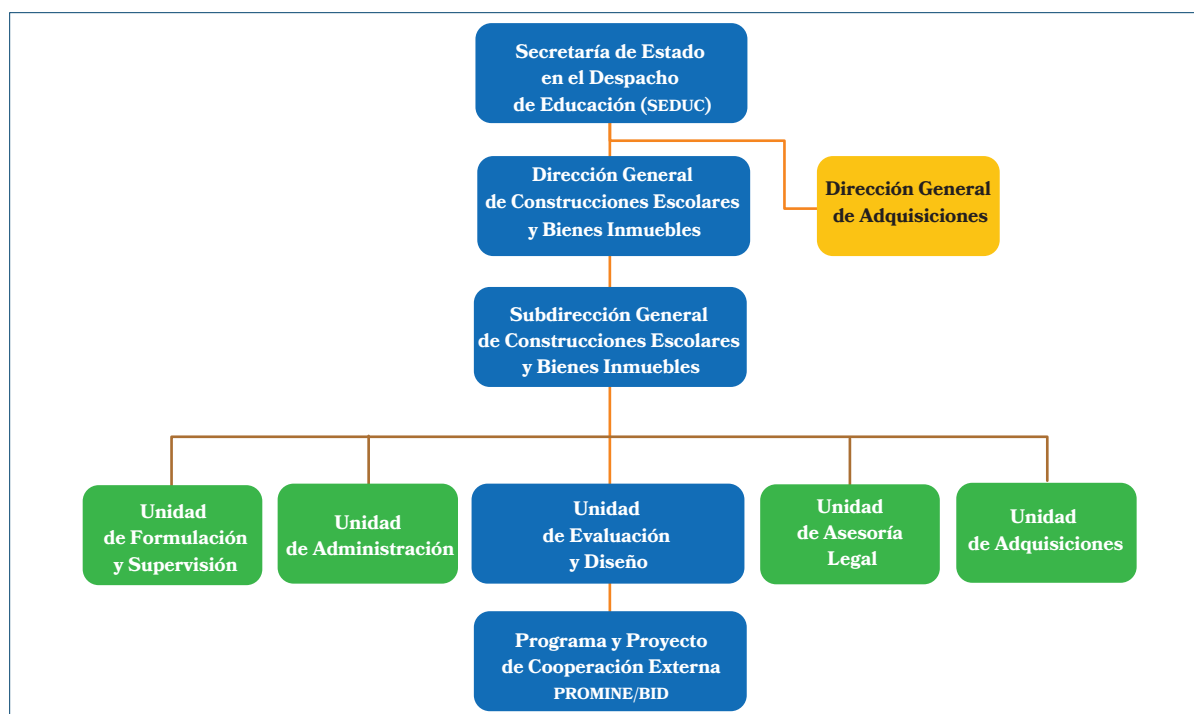 Secretaría de Estado
en el Despacho
de Educación (SEDUC)
Dirección General
de Construcciones Escolares
y Bienes Inmuebles
Dirección General
de Adquisiciones
Subdirección General
de Construcciones Escolares
y Bienes Inmuebles
Unidad
de Formulación
y Supervisión
Unidad
de Administración
Unidad
de Evaluación
y Diseño
Unidad
de Asesoría
Legal
Unidad
de Adquisiciones
Programa y Proyecto
de Cooperación Externa
PROMINE/BID